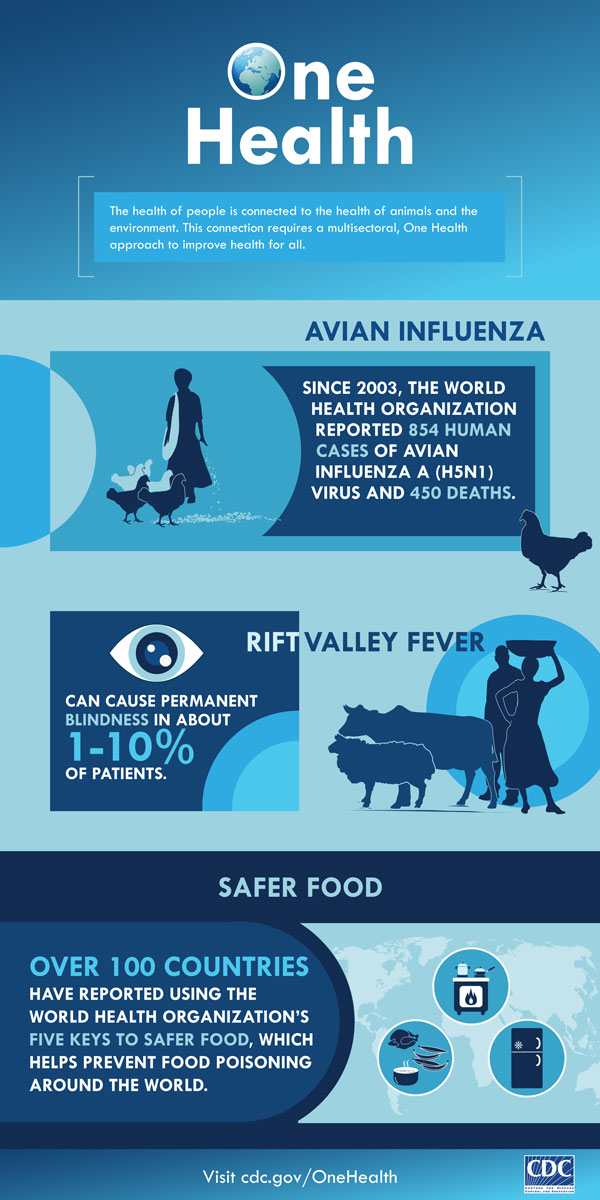 One
Health
The health of people is connected to the health of animals and the
environment. This connection requires a multisectoral, One Health
approach to improve health for all.
AVIAN INFLUENZA
SINCE 2003, THE WORLD
HEALTH ORGANIZATION
REPORTED 854 HUMAN
CASES OF AVIAN
INFLUENZA A (H5N1)
VIRUS AND 450 DEATHS.
RIFT VALLEY FEVER
CAN CAUSE PERMANENT
BLINDNESS IN ABOUT
1-10%
OF PATIENTS.
SAFER FOOD
OVER 100 COUNTRIES
HAVE REPORTED USING THE
WORLD HEALTH ORGANIZATION'S
FIVE KEYS TO SAFER FOOD, WHICH
HELPS PREVENT FOOD POISONING
AROUND THE WORLD.
Visit cdc.gov/OneHealth
CDC
CENTERS FOR DISEASE
CONTROL AND PREVENTION